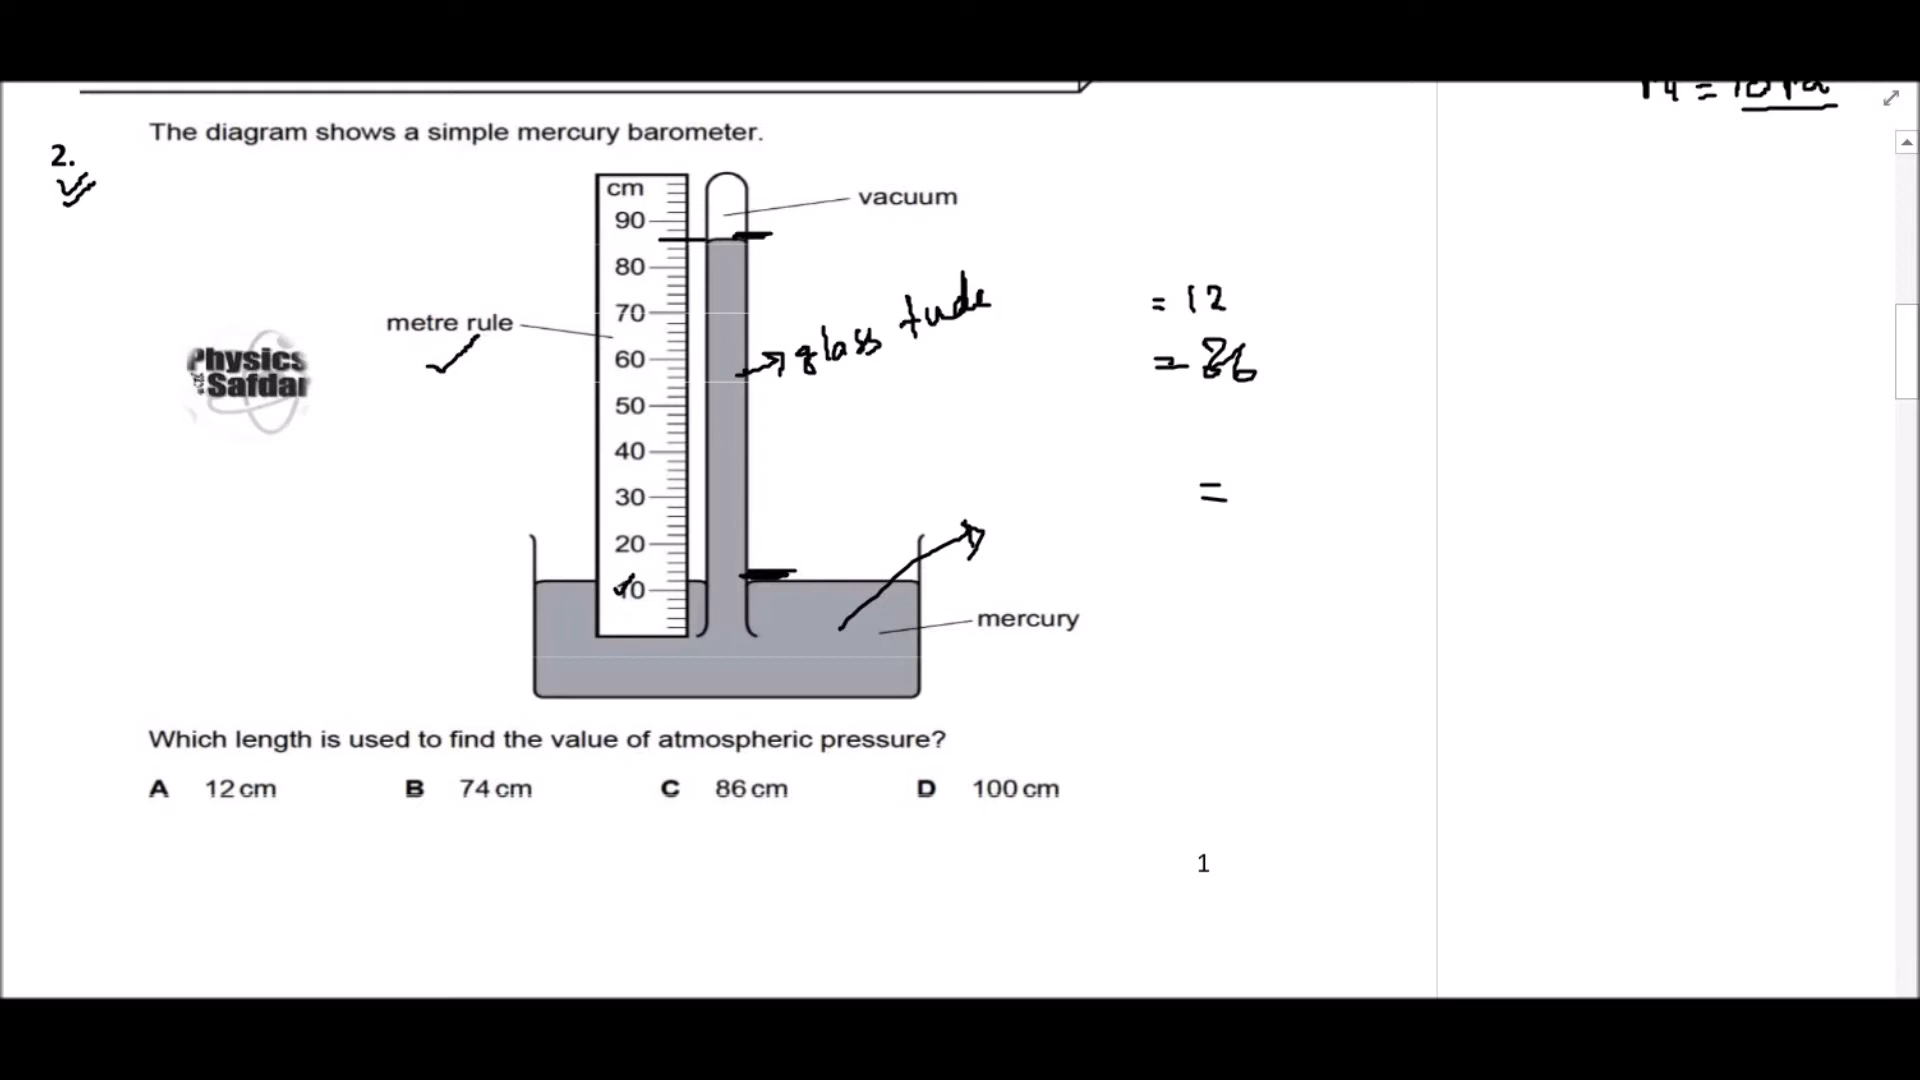 The diagram shows a simple mercury barometer.
2.
cm
90
80
70
60
50
40
30
20
10
vacuum
metre rule
glass tude
= 12
= 86
=
Physics
Safdar
mercury
Which length is used to find the value of atmospheric pressure?
A 12 cm B 74 cm C 86 cm D 100 cm
1